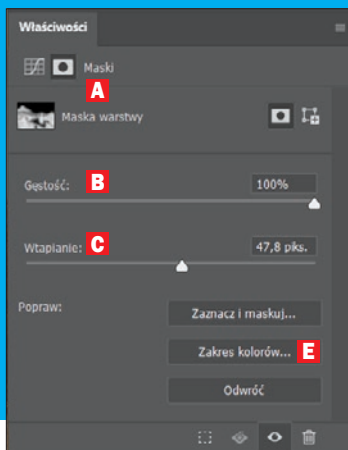 Właściwości
Maski
A
Maska warstwy
Gęstość: B 100%
Wtapianie: C 47,8 piks.
Popraw: Zaznacz i maskuj...
Zakres kolorów... E
Odwróć